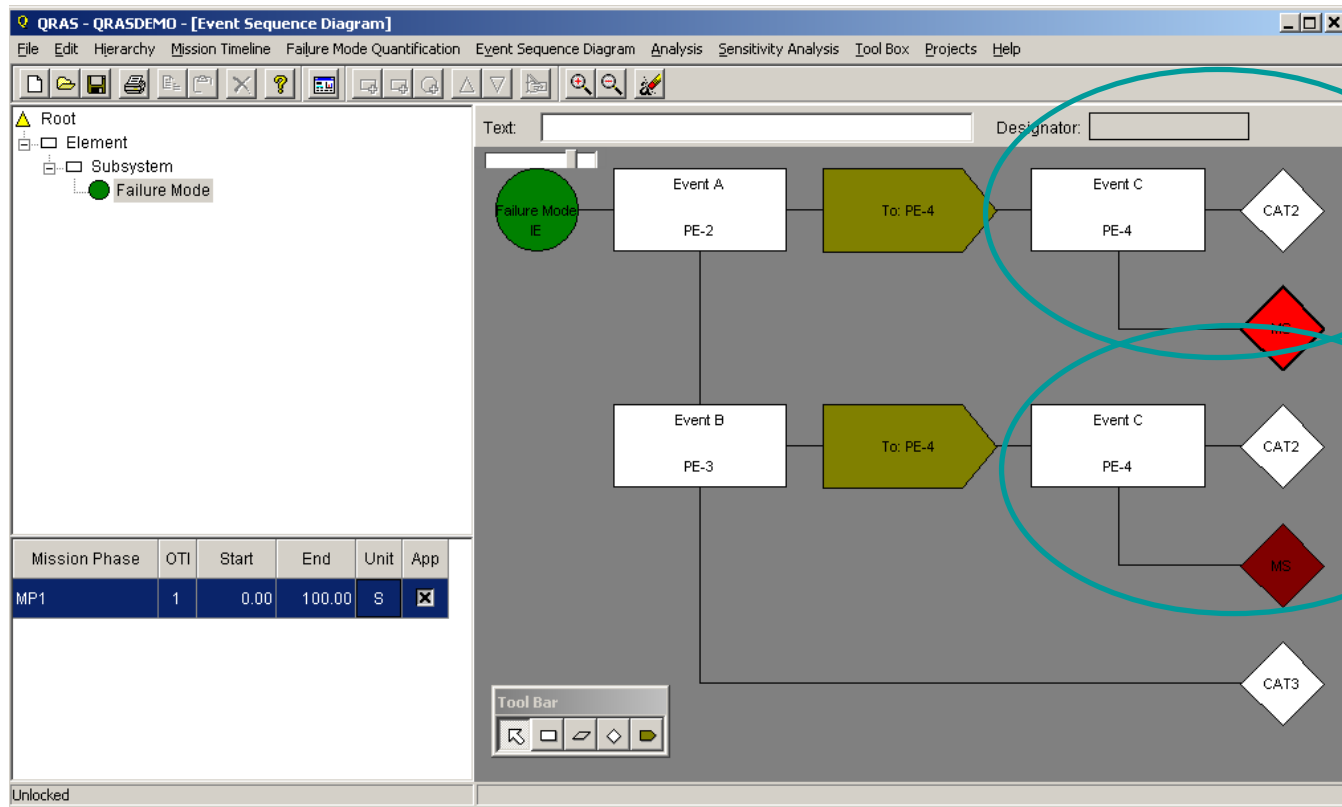 QRAS - QRASDEMO - [Event Sequence Diagram]
File Edit Hierarchy Mission Timeline Failure Mode Quantification Event Sequence Diagram Analysis Sensitivity Analysis Tool Box Projects Help
Root
Element
Subsystem
Failure Mode
Mission Phase OTI Start End Unit App
MP1 1 0.00 100.00 S
Text: Designator:
Failure Mode
IE
Event A
PE-2
To: PE-4
Event C
PE-4
CAT2
MS
Event B
PE-3
To: PE-4
Event C
PE-4
CAT2
MS
CAT3
Tool Bar
Unlocked